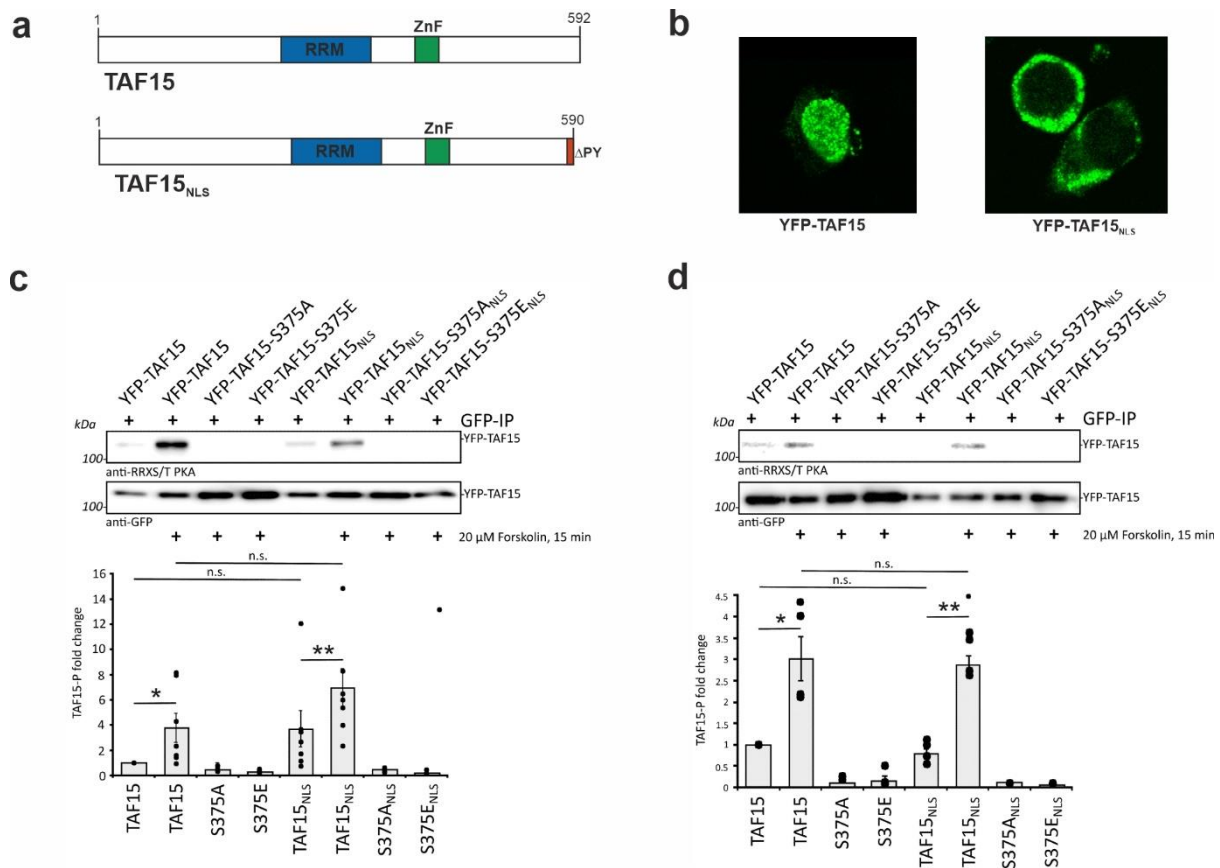 a
1 592
ZnF
RRM
TAF15
1 590
ZnF
RRM
ΔPY
TAF15NLS
b
YFP-TAF15 YFP-TAF15NLS
c
YFP-TAF15 YFP-TAF15 YFP-TAF15-S375A YFP-TAF15-S375E YFP-TAF15NLS YFP-TAF15NLS YFP-TAF15-S375ANLS YFP-TAF15-S375ENLS
+ + + + + + + + GFP-IP
kDa
-YFP-TAF15
100
anti-RRXS/T PKA
-YFP-TAF15
100
anti-GFP
+ + + + + + 20 µM Forskolin, 15 min
n.s.
n.s.
* **
TAF15-P fold change
16
14
12
10
8
6
4
2
0
TAF15 TAF15 S375A S375E TAF15NLS TAF15NLS S375ANLS S375ENLS
d
YFP-TAF15 YFP-TAF15 YFP-TAF15-S375A YFP-TAF15-S375E YFP-TAF15NLS YFP-TAF15NLS YFP-TAF15-S375ANLS YFP-TAF15-S375ENLS
+ + + + + + + + GFP-IP
kDa
-YFP-TAF15
100
anti-RRXS/T PKA
-YFP-TAF15
100
anti-GFP
+ + + + + + 20 µM Forskolin, 15 min
n.s.
n.s.
* **
TAF15-P fold change
4.5
4
3.5
3
2.5
2
1.5
1
0.5
0
TAF15 TAF15 S375A S375E TAF15NLS TAF15NLS S375ANLS S375ENLS